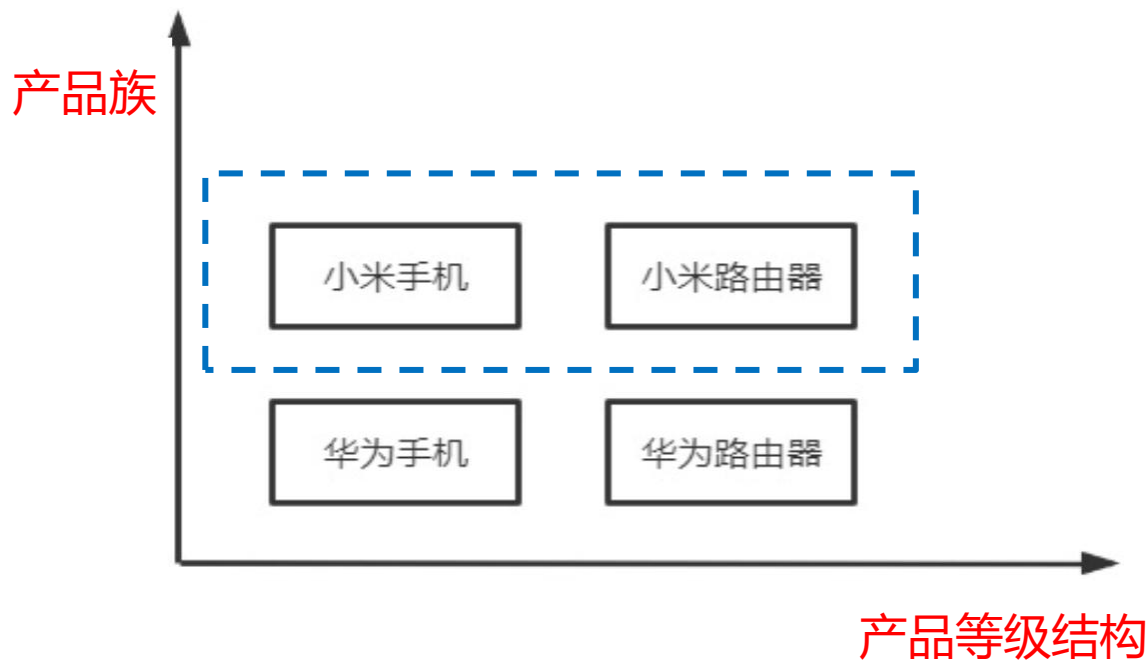 产品族
小米手机
小米路由器
华为手机
华为路由器
产品等级结构